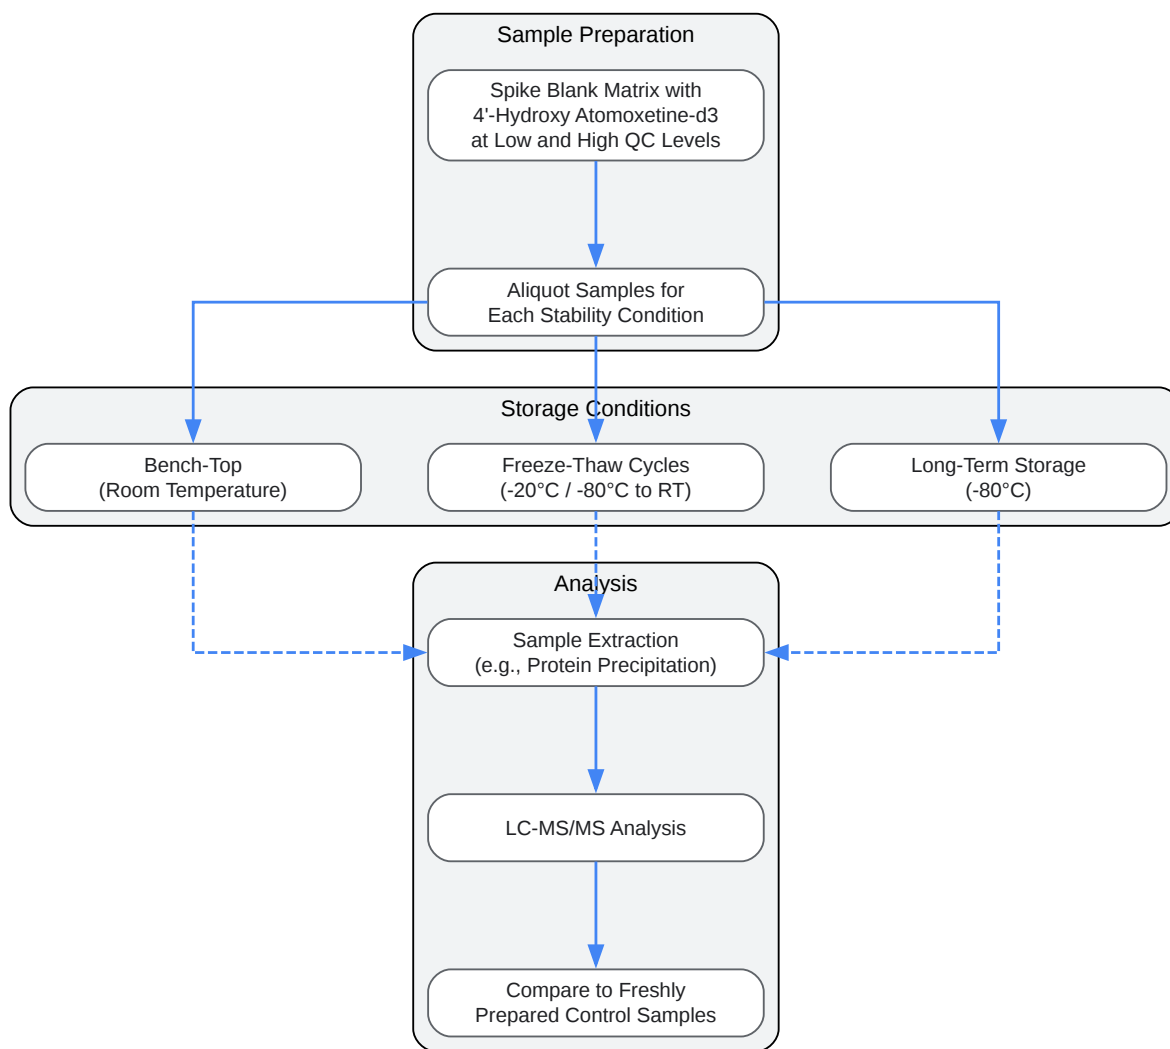 Sample Preparation
Spike Blank Matrix with
4'-Hydroxy Atomoxetine-d3
at Low and High QC Levels
Aliquot Samples for
Each Stability Condition
Storage Conditions
Bench-Top
(Room Temperature)
Freeze-Thaw Cycles
(-20°C / -80°C to RT)
Long-Term Storage
(-80°C)
Analysis
Sample Extraction
(e.g., Protein Precipitation)
LC-MS/MS Analysis
Compare to Freshly
Prepared Control Samples